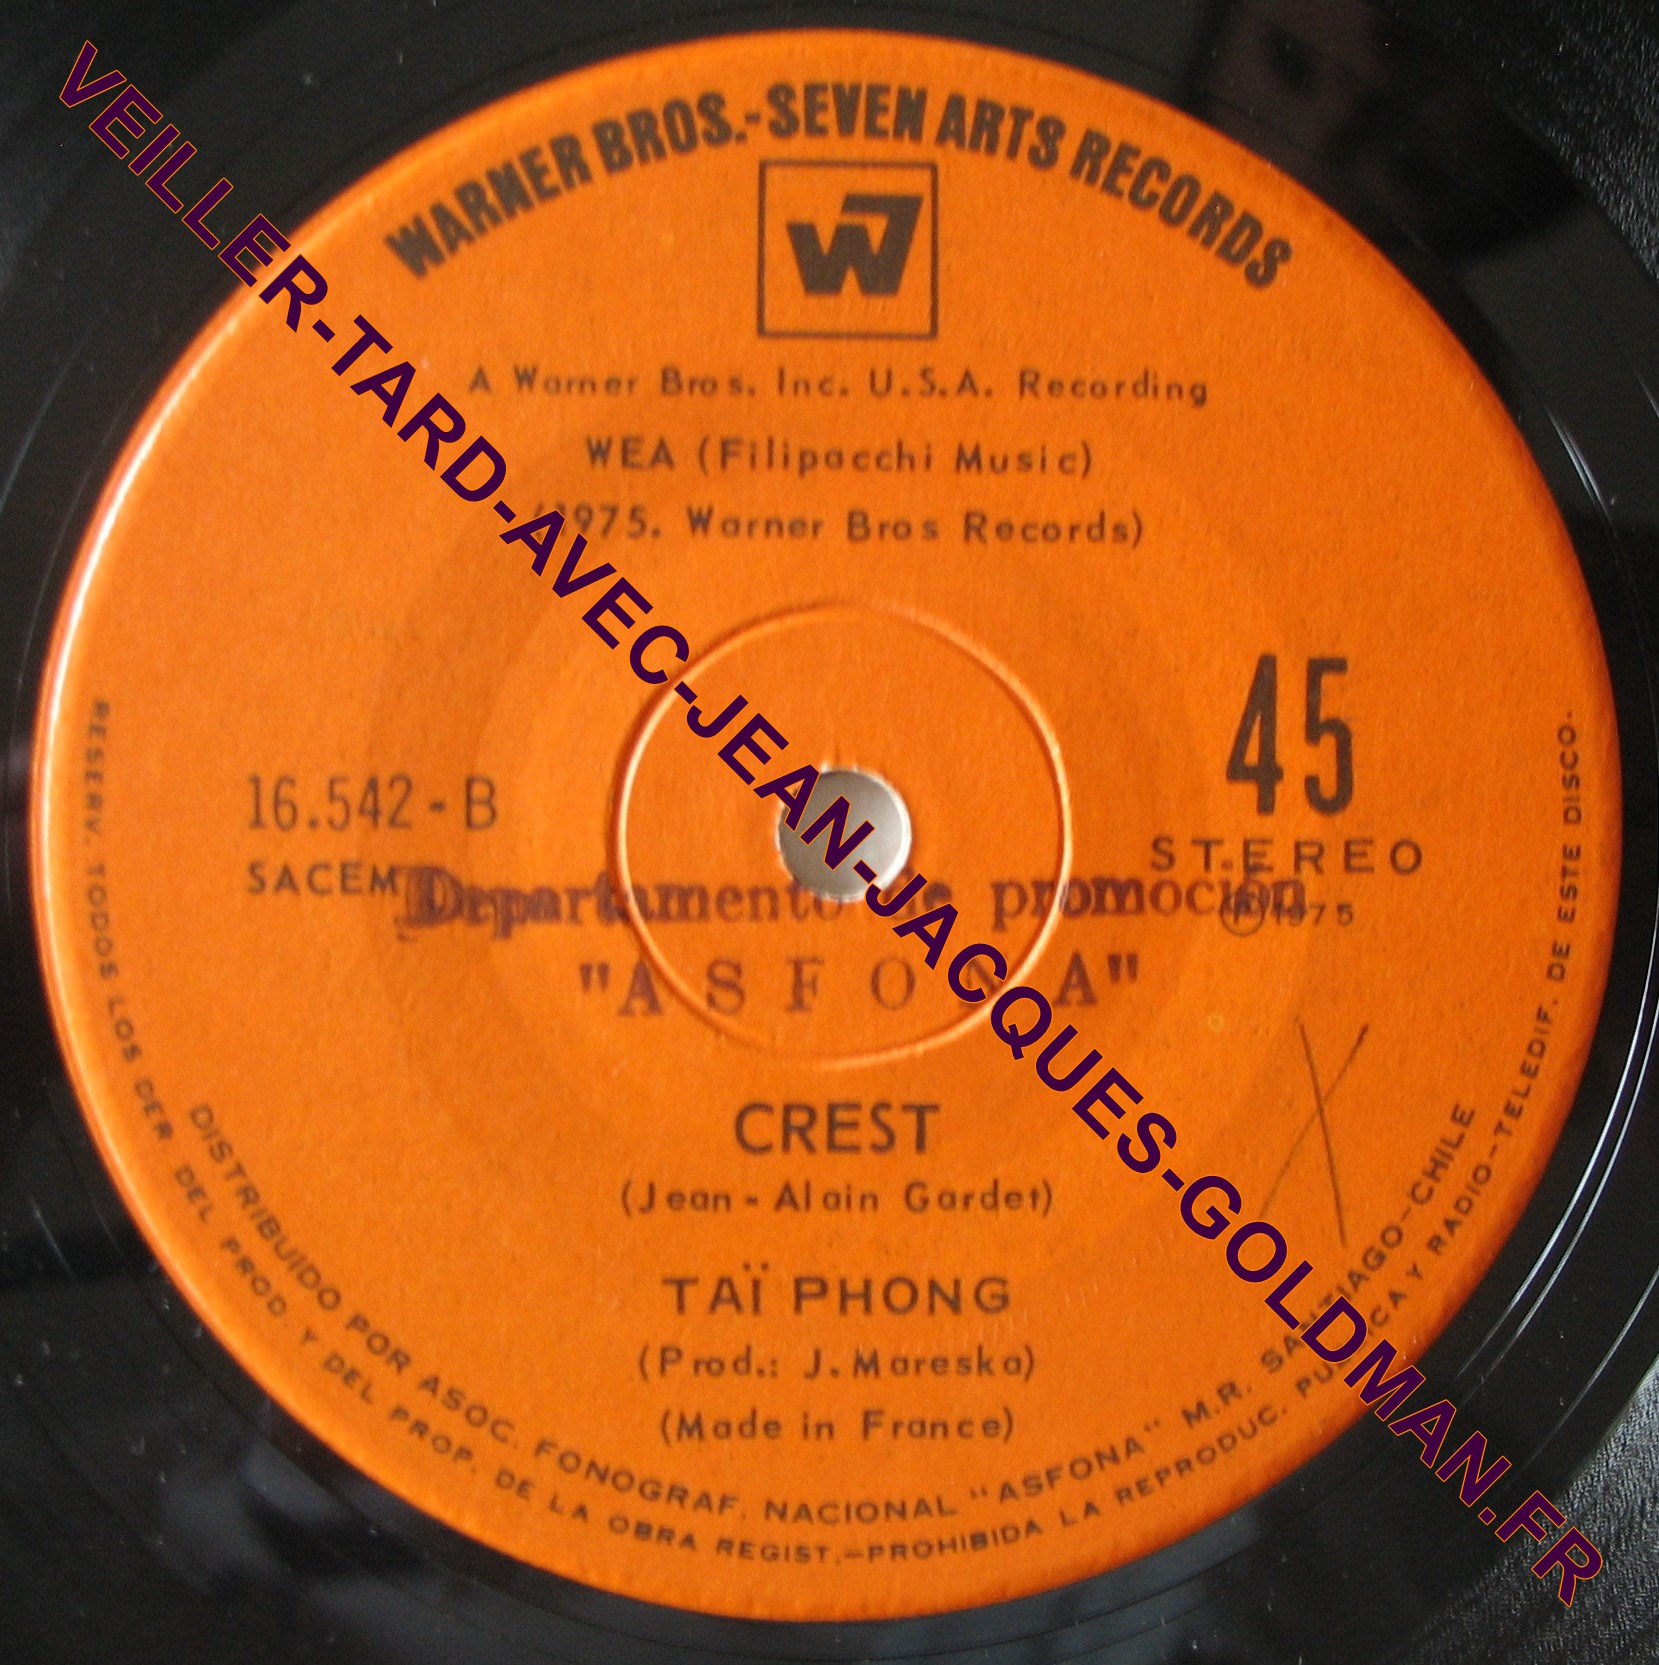 WARNER BROS.-SEVEN ARTS RECORDS
W7
A Warner Bros. Inc. U.S.A. Recording
WEA (Filipacchi Music)
(1975. Warner Bros Records)
45
STEREO
℗1975
16.542-B
SACEM
Departamento de promocion
"ASFONA"
CREST
(Jean-Alain Gardet)
TAÏ PHONG
(Prod.: J. Mareska)
(Made in France)
DISTRIBUIDO POR ASOC. FONOGRAF. NACIONAL "ASFONA" M.R. SANTIAGO-CHILE
RESERV. TODOS LOS DER DEL PROD. Y DEL PROP. DE LA OBRA REGIST.-PROHIBIDA LA REPRODUC. PUBLICA Y RADIO-TELEDIF. DE ESTE DISCO.
VEILLER-TARD-AVEC-JEAN-JACQUES-GOLDMAN.FR